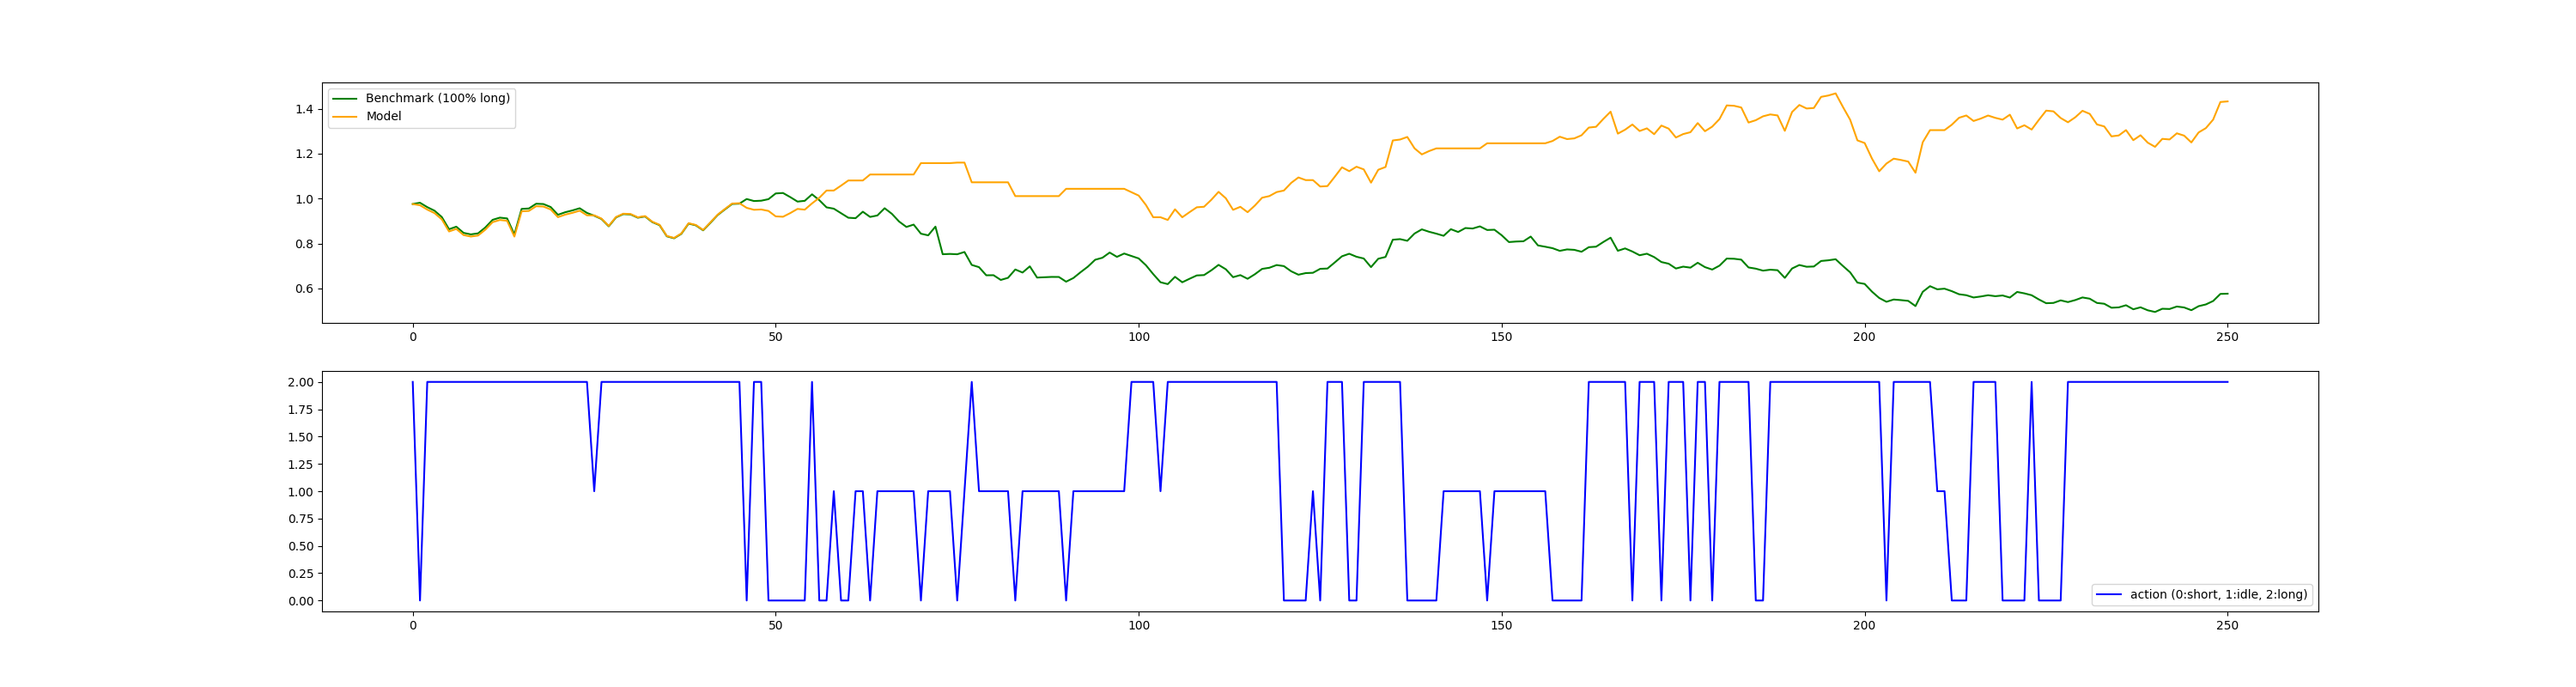 Benchmark (100% long)
Model
1.4
1.2
1.0
0.8
0.6
0 50 100 150 200 250
2.00
1.75
1.50
1.25
1.00
0.75
0.50
0.25
0.00
action (0:short, 1:idle, 2:long)
0 50 100 150 200 250